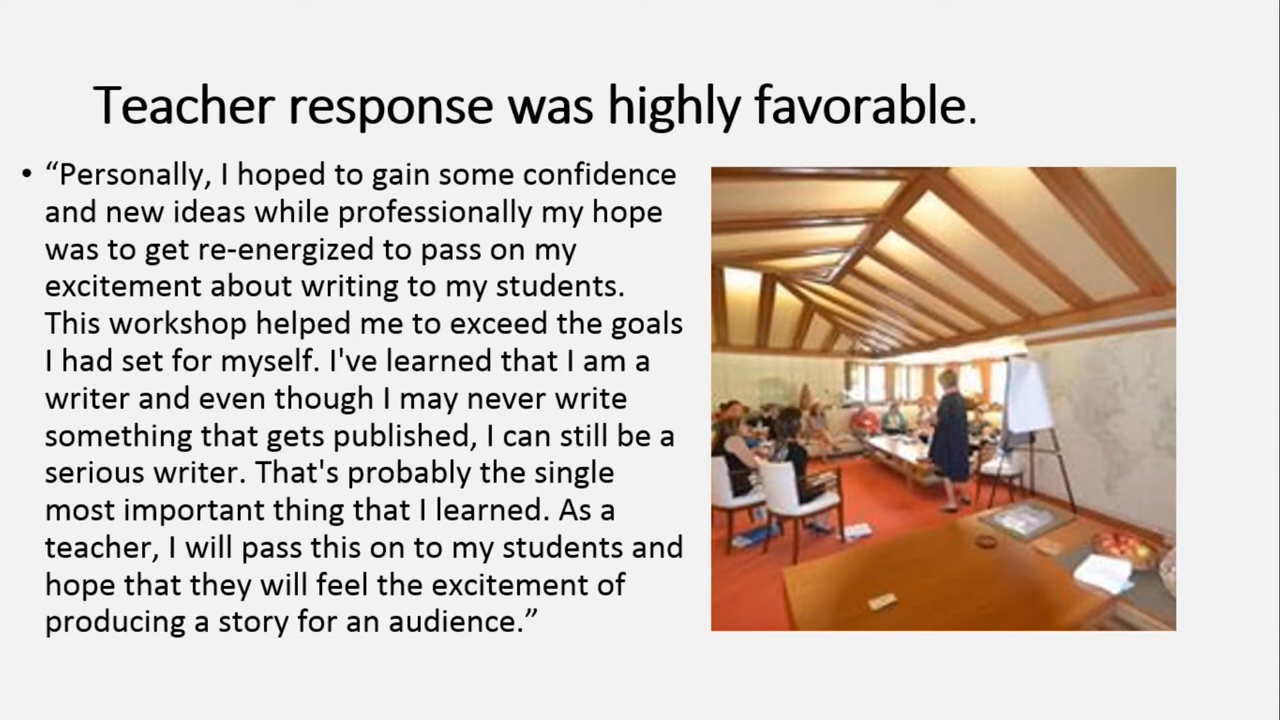 Teacher response was highly favorable.
• “Personally, I hoped to gain some confidence
and new ideas while professionally my hope
was to get re-energized to pass on my
excitement about writing to my students.
This workshop helped me to exceed the goals
I had set for myself. I've learned that I am a
writer and even though I may never write
something that gets published, I can still be a
serious writer. That's probably the single
most important thing that I learned. As a
teacher, I will pass this on to my students and
hope that they will feel the excitement of
producing a story for an audience.”